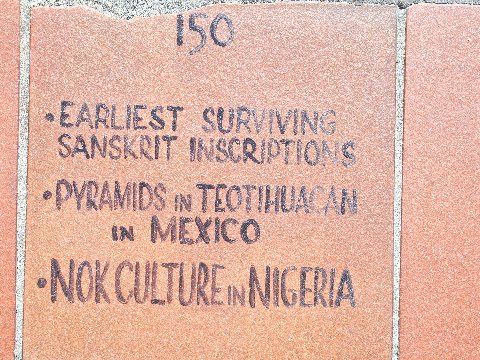 150
• EARLIEST SURVIVING
SANSKRIT INSCRIPTIONS
• PYRAMIDS IN TEOTIHUACAN
IN MEXICO
• NOK CULTURE IN NIGERIA